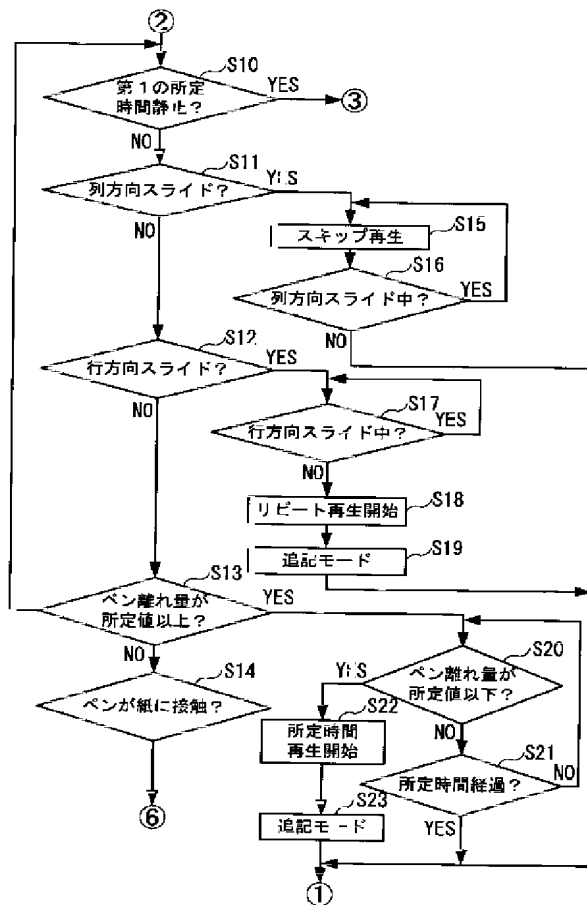 ②
S10
第１の所定
時間静止？
YES
③
NO
S11
列方向スライド？
YES
NO
スキップ再生
S15
S16
列方向スライド中？
YES
NO
S12
行方向スライド？
YES
NO
S17
行方向スライド中？
YES
NO
リピート再生開始
S18
追記モード
S19
S13
ペン離れ量が
所定値以上？
YES
NO
S14
ペンが紙に接触？
⑥
S20
ペン離れ量が
所定値以下？
YES
NO
S22
所定時間
再生開始
S21
所定時間経過？
NO
YES
S23
追記モード
①